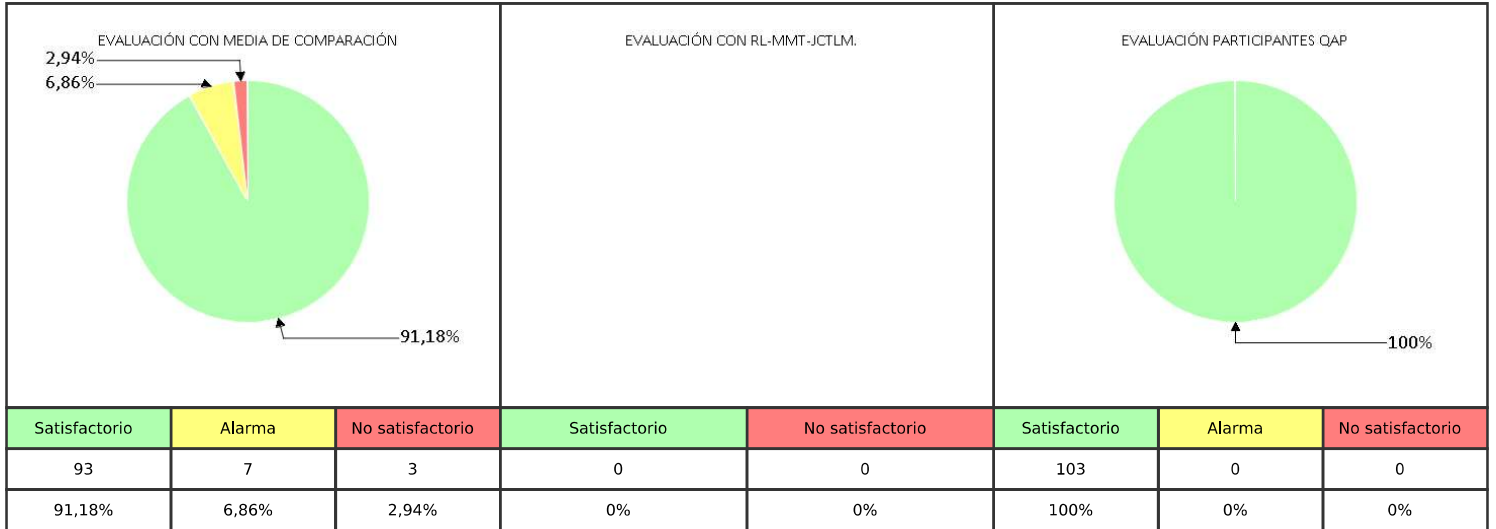 EVALUACIÓN CON MEDIA DE COMPARACIÓN
2,94%
6,86%
91,18%
EVALUACIÓN CON RL-MMT-JCTLM.
EVALUACIÓN PARTICIPANTES QAP
100%
Satisfactorio Alarma No satisfactorio Satisfactorio No satisfactorio Satisfactorio Alarma No satisfactorio
93 7 3 0 0 103 0 0
91,18% 6,86% 2,94% 0% 0% 100% 0% 0%